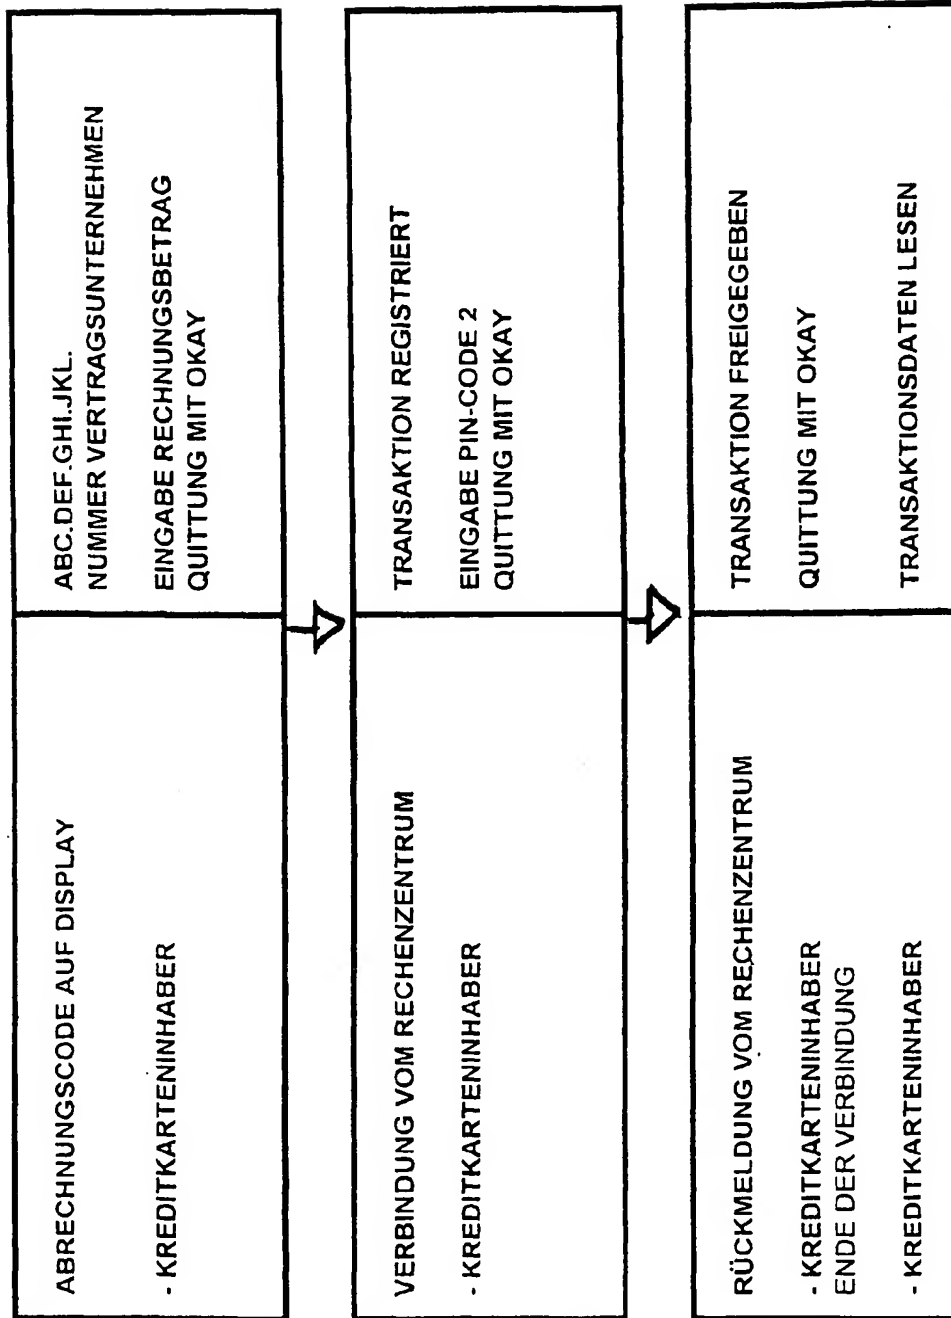 ABRECHNUNGSCODE AUF DISPLAY
- KREDITKARTENINHABER
ABC.DEF.GHI.JKL.
NUMMER VERTRAGSUNTERNEHMEN
EINGABE RECHNUNGSBETRAG
QUITTUNG MIT OKAY
VERBINDUNG VOM RECHENZENTRUM
- KREDITKARTENINHABER
TRANSAKTION REGISTRIERT
EINGABE PIN-CODE 2
QUITTUNG MIT OKAY
RÜCKMELDUNG VOM RECHENZENTRUM
- KREDITKARTENINHABER
ENDE DER VERBINDUNG
- KREDITKARTENINHABER
TRANSAKTION FREIGEGEBEN
QUITTUNG MIT OKAY
TRANSAKTIONSDATEN LESEN